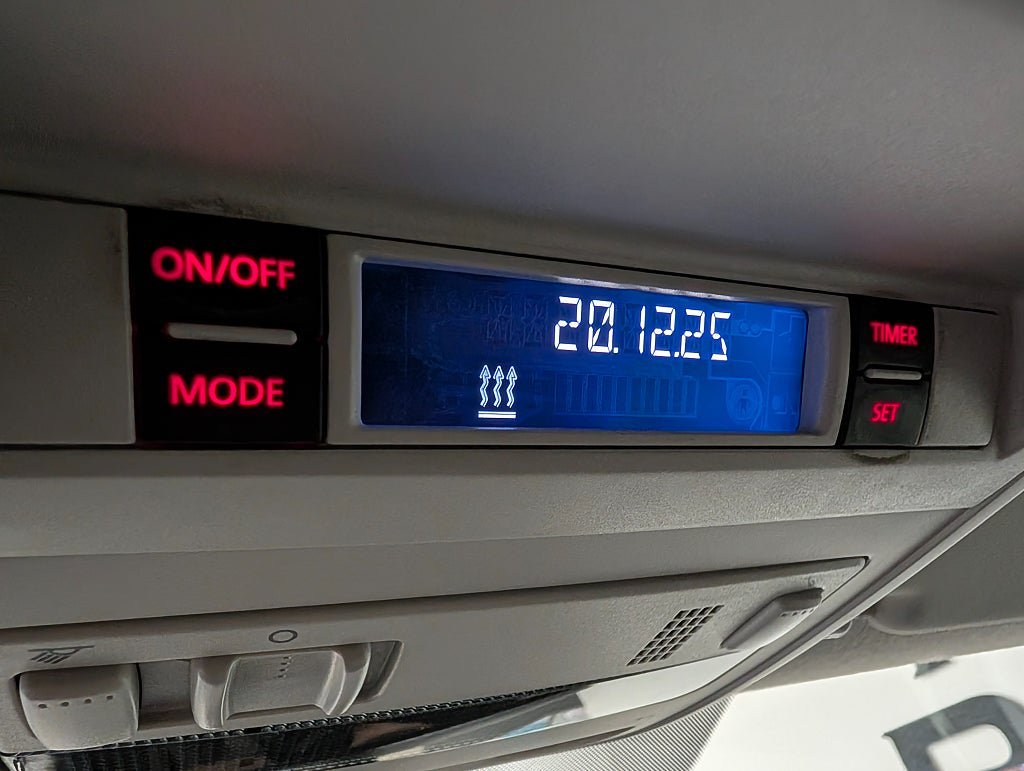 ON/OFF
MODE
20.12.25
TIMER
SET